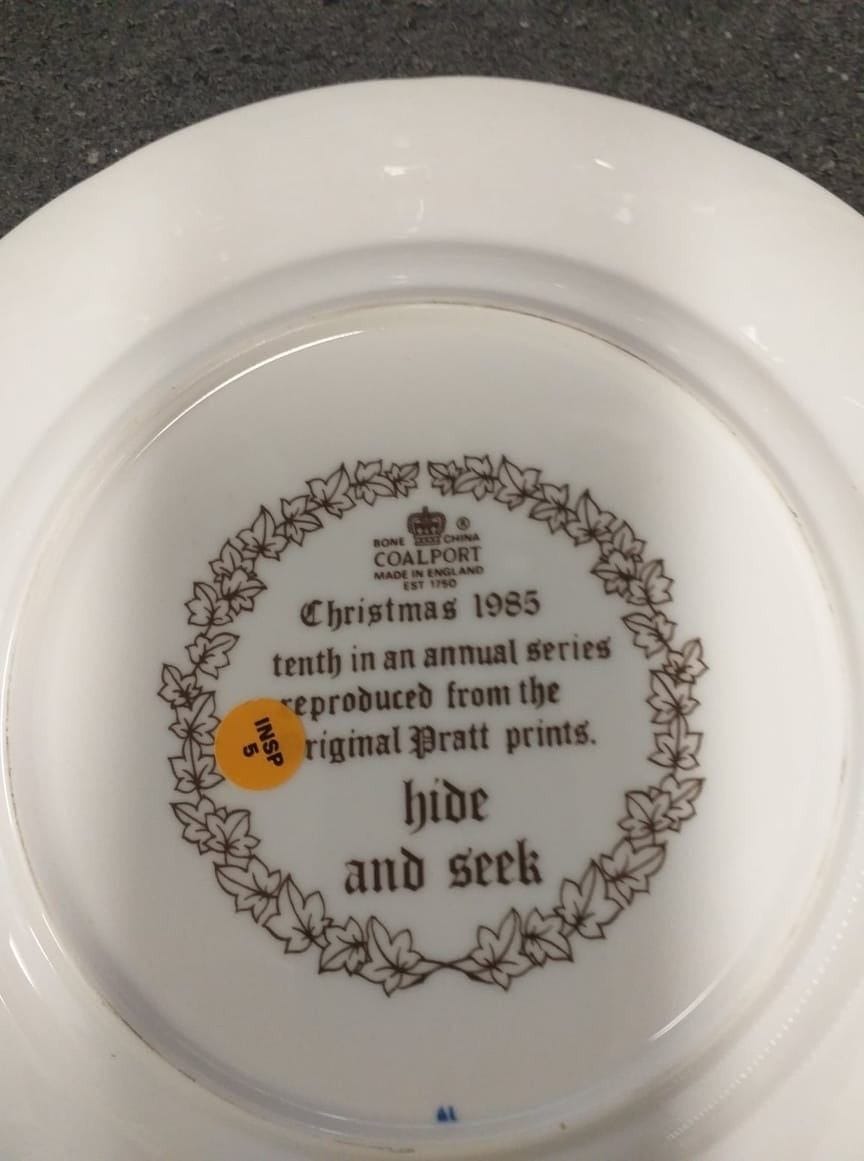 ®
BONE CHINA
COALPORT
MADE IN ENGLAND
EST 1750
Christmas 1985
tenth in an annual series
reproduced from the
riginal Pratt prints.
INSP
5
hide
and seek